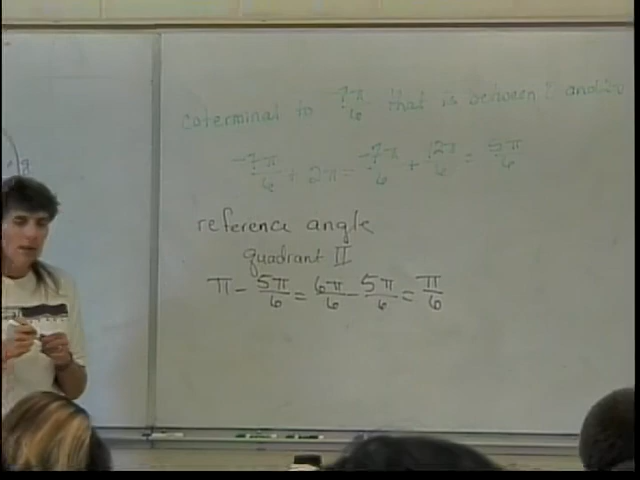 coterminal to -7π/6 that is between 0 and 2π
-7π/6 + 2π = -7π/6 + 12π/6 = 5π/6
reference angle
quadrant II
π - 5π/6 = 6π/6 - 5π/6 = π/6